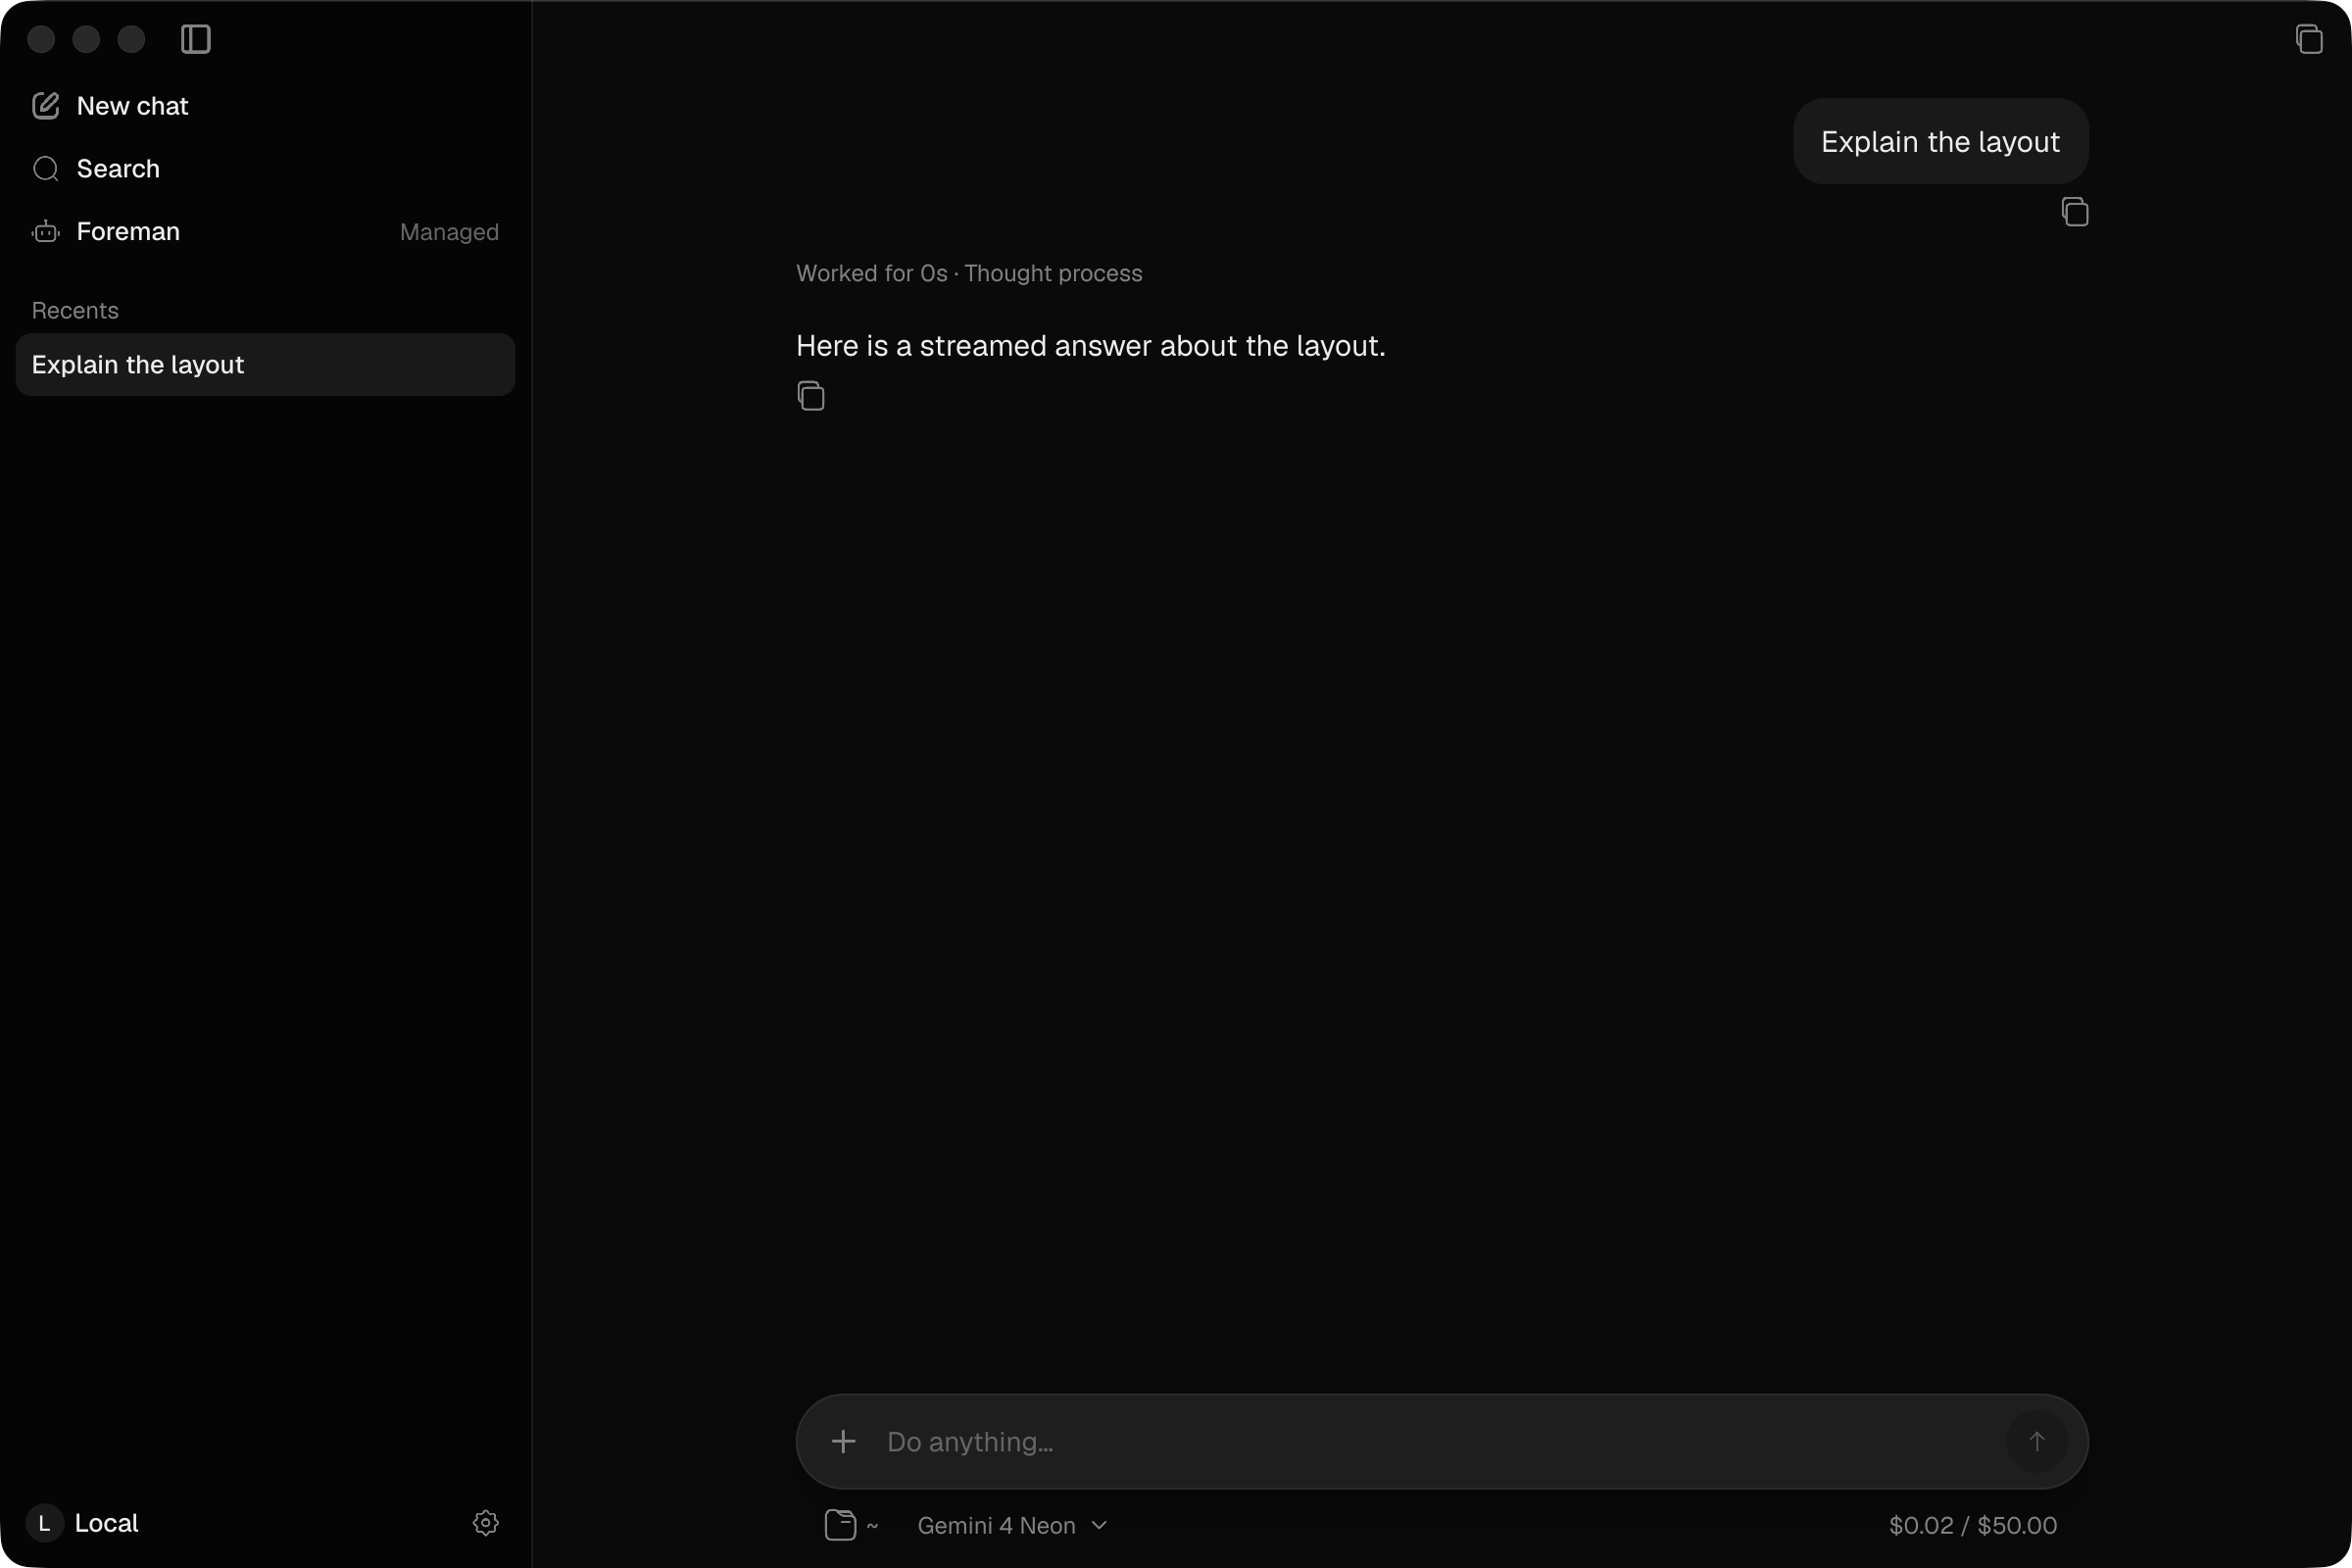 New chat
Search
Foreman Managed
Recents
Explain the layout
L Local
Explain the layout
Worked for 0s · Thought process
Here is a streamed answer about the layout.
Do anything...
~ Gemini 4 Neon $0.02 / $50.00